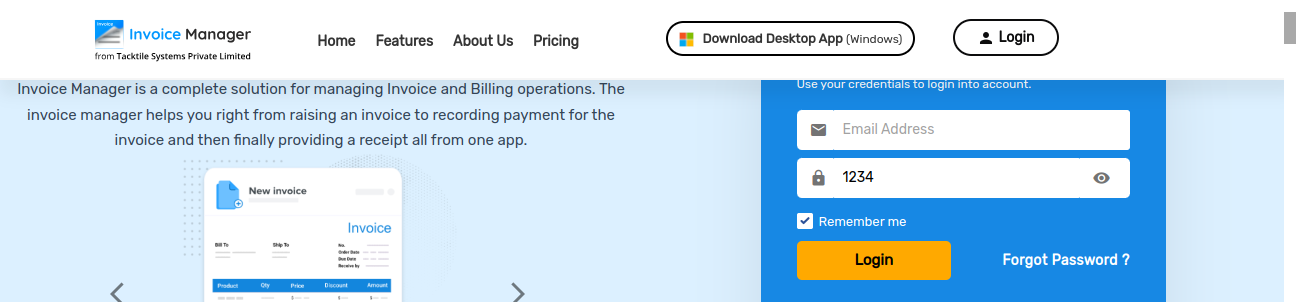 Invoice
Invoice Manager
from Tacktile Systems Private Limited
Home
Features
About Us
Pricing
Download Desktop App (Windows)
Login
Invoice Manager is a complete solution for managing Invoice and Billing operations. The
invoice manager helps you right from raising an invoice to recording payment for the
invoice and then finally providing a receipt all from one app.
New invoice
Invoice
Bill To
Ship To
No.
Order Date
Due Date
Receive by
Product Qty Price Discount Amount
1 $ $ $
Use your credentials to login into account.
Email Address
1234
Remember me
Login
Forgot Password ?